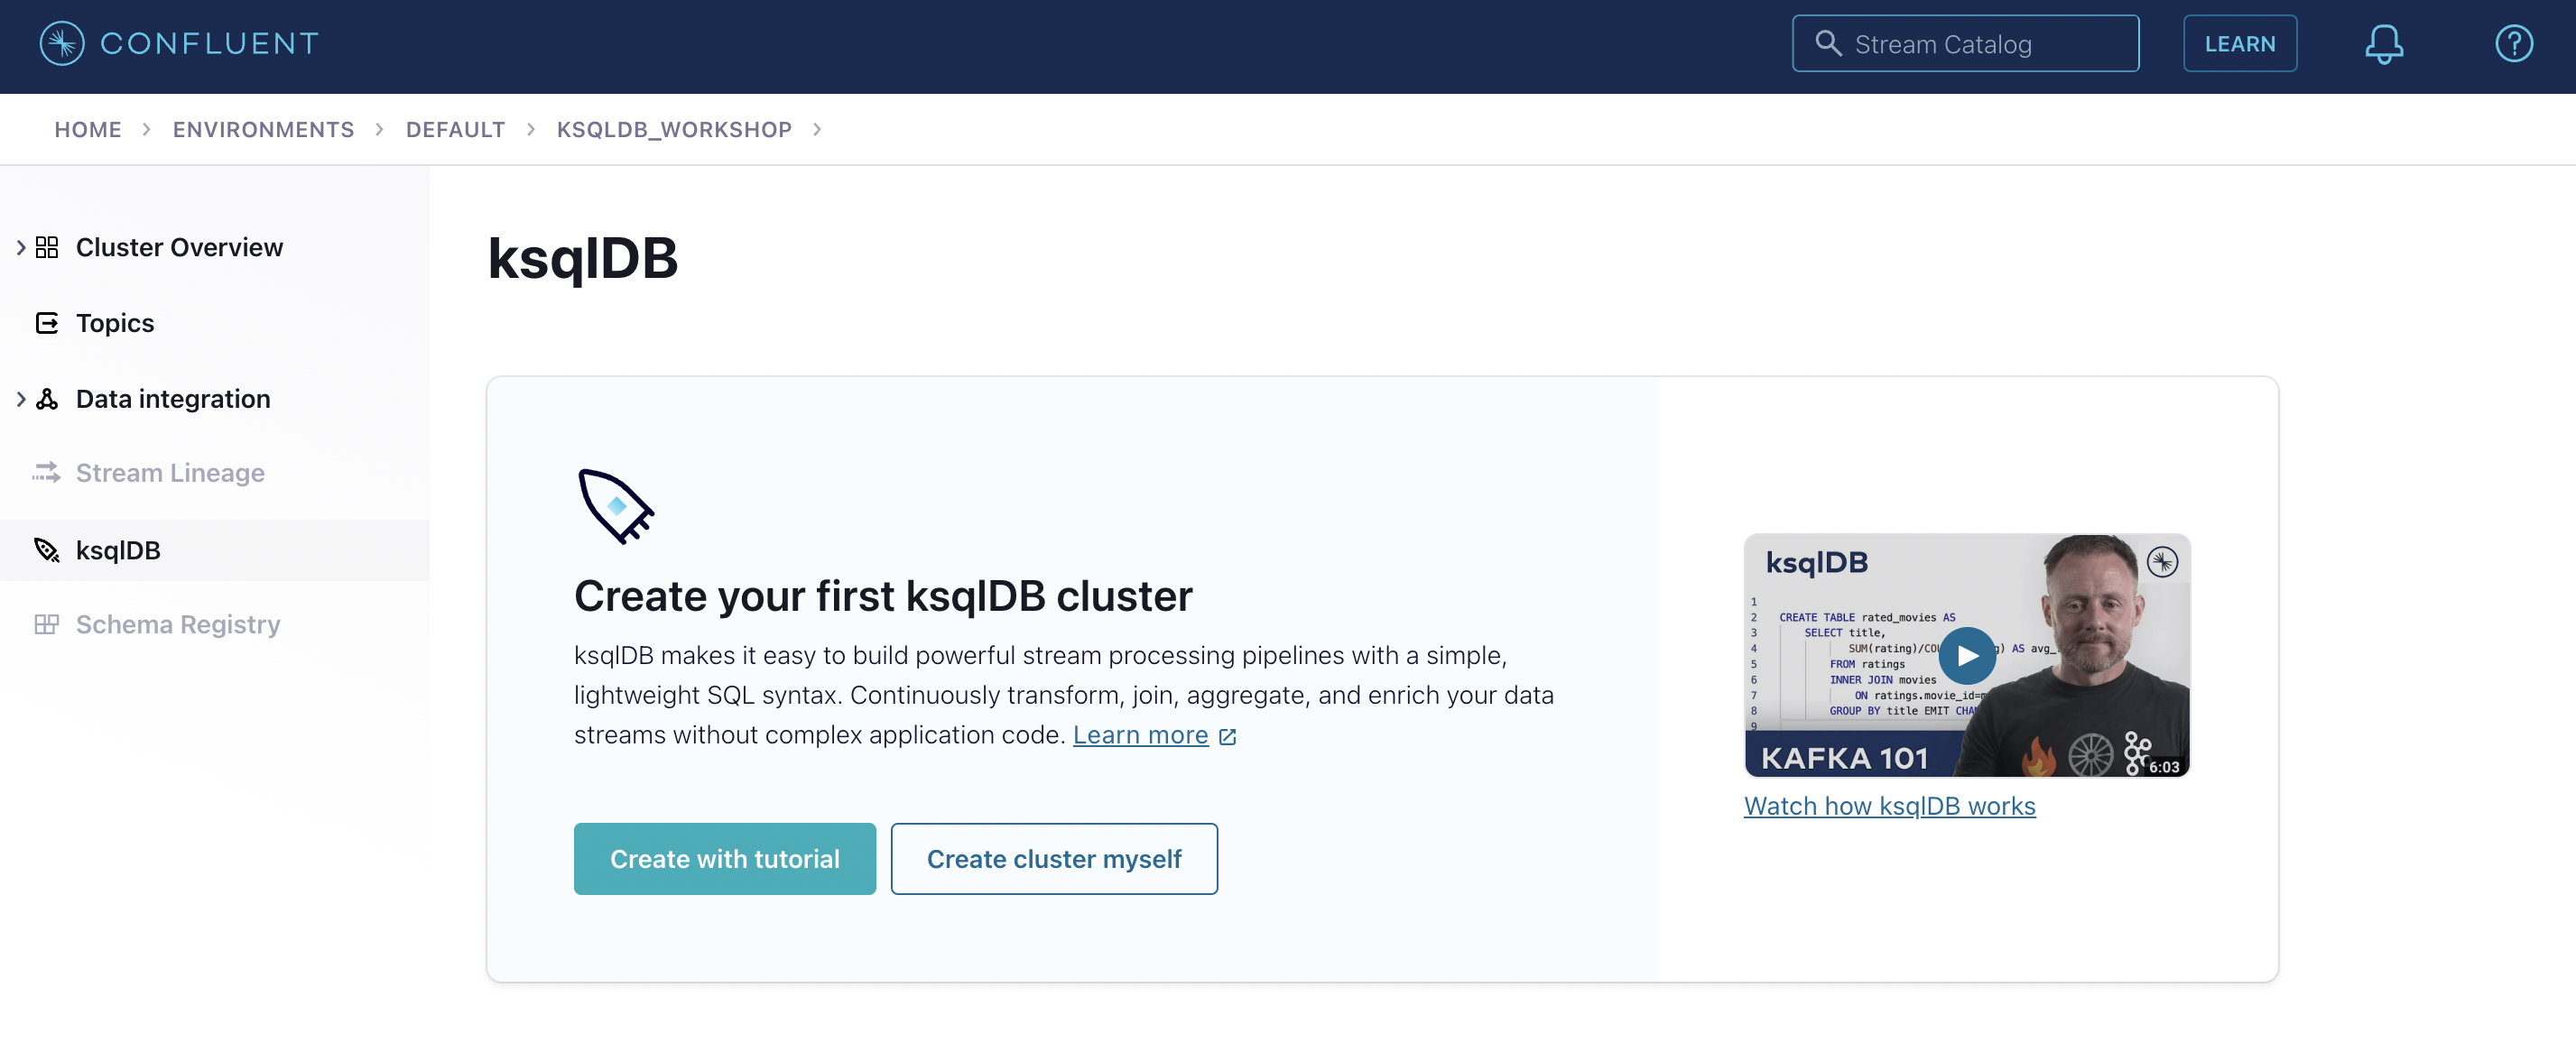 CONFLUENT
Stream Catalog
LEARN
?
HOME > ENVIRONMENTS > DEFAULT > KSQLDB_WORKSHOP >
Cluster Overview
Topics
Data integration
Stream Lineage
ksqlDB
Schema Registry
ksqlDB
Create your first ksqlDB cluster
ksqlDB makes it easy to build powerful stream processing pipelines with a simple,
lightweight SQL syntax. Continuously transform, join, aggregate, and enrich your data
streams without complex application code. Learn more
Create with tutorial
Create cluster myself
ksqlDB
1
2 CREATE TABLE rated_movies AS
3 SELECT title,
4 SUM(rating)/COU g) AS avg_
5 FROM ratings
6 INNER JOIN movies
7 ON ratings.movie_id=m
8 GROUP BY title EMIT CHAN
9
KAFKA 101
6:03
Watch how ksqlDB works